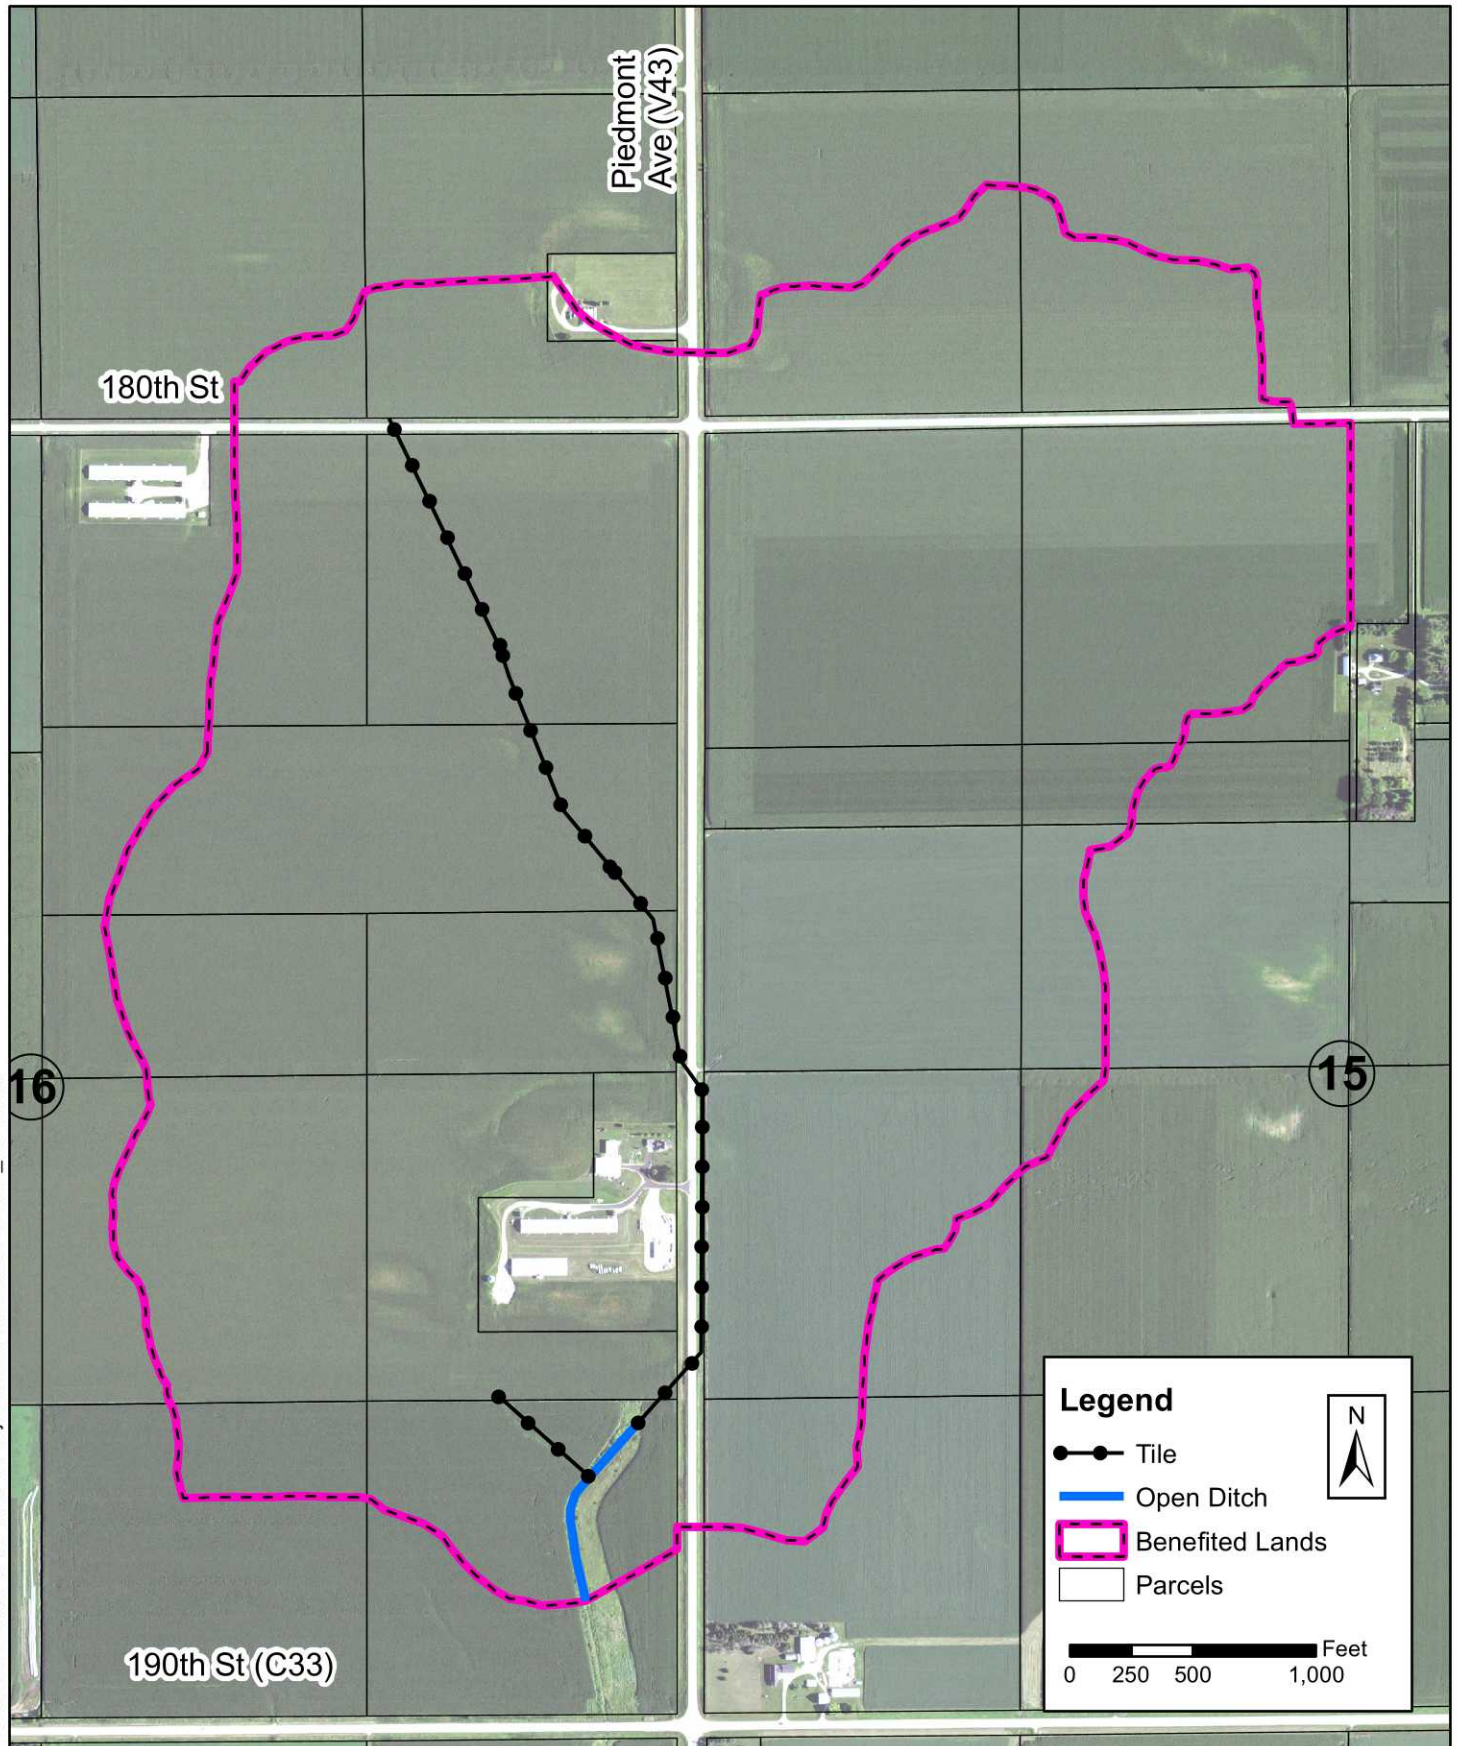 Piedmont
Ave (V43)
180th St
16
15
190th St (C33)
Legend
N
Tile
Open Ditch
Benefited Lands
Parcels
Feet
0 250 500 1,000